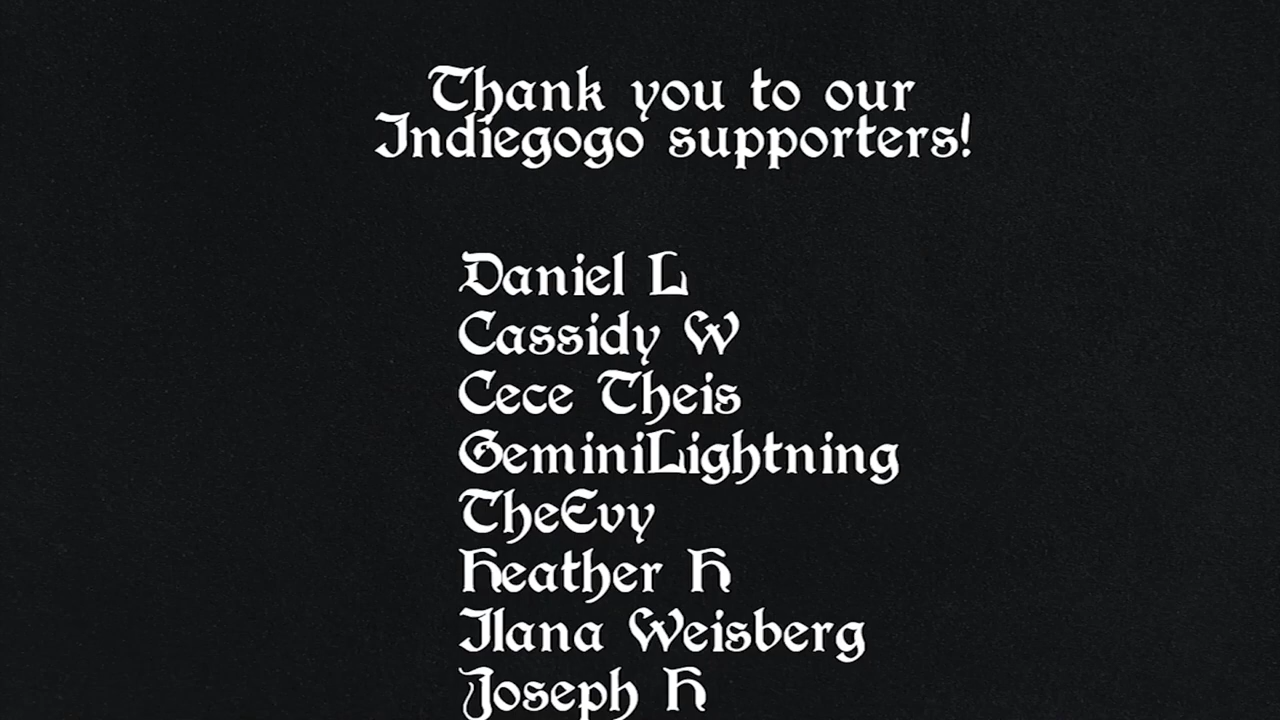 Thank you to our
Indiegogo supporters!
Daniel L
Cassidy W
Cece Theis
GeminiLightning
TheEvy
Heather H
Ilana Weisberg
Joseph H